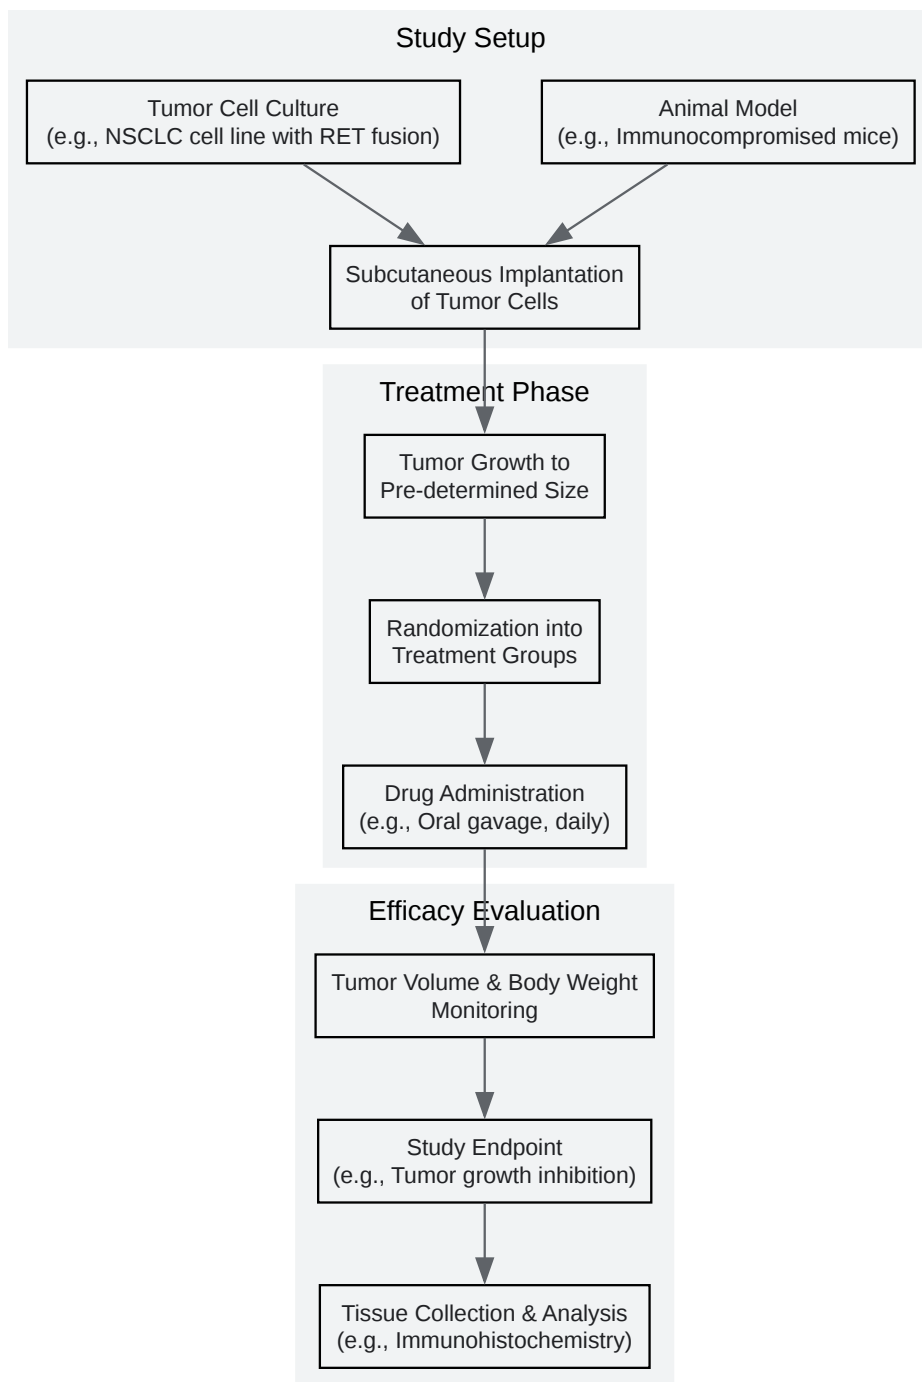 Study Setup
Tumor Cell Culture
(e.g., NSCLC cell line with RET fusion)
Animal Model
(e.g., Immunocompromised mice)
Subcutaneous Implantation
of Tumor Cells
Treatment Phase
Tumor Growth to
Pre-determined Size
Randomization into
Treatment Groups
Drug Administration
(e.g., Oral gavage, daily)
Efficacy Evaluation
Tumor Volume & Body Weight
Monitoring
Study Endpoint
(e.g., Tumor growth inhibition)
Tissue Collection & Analysis
(e.g., Immunohistochemistry)